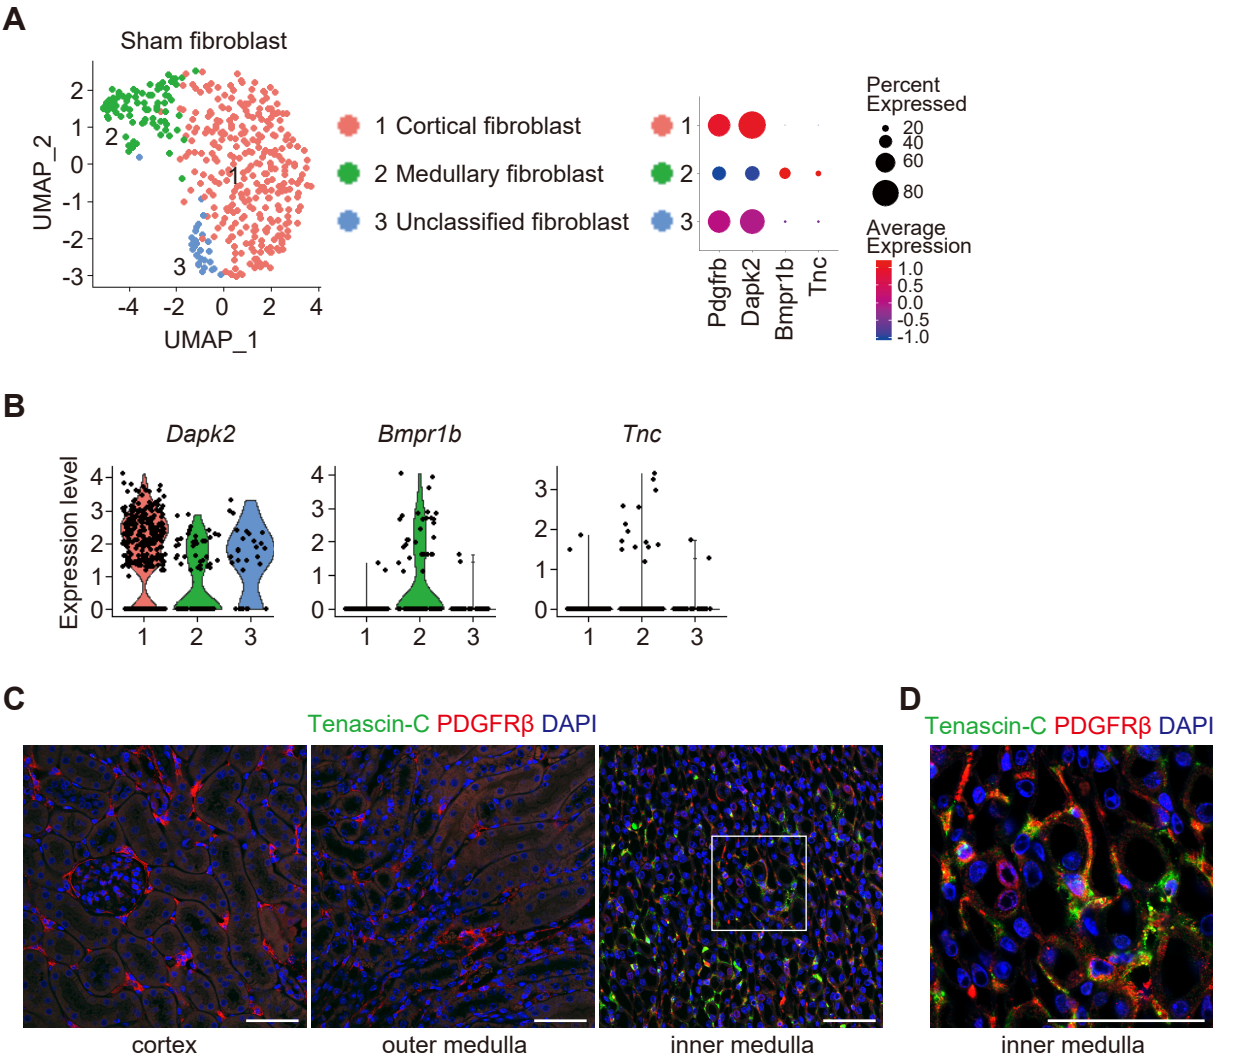 A
Sham fibroblast
UMAP_2
2
1
0
-1
-2
-3
2
1
3
-4 -2 0 2 4
UMAP_1
1 Cortical fibroblast
2 Medullary fibroblast
3 Unclassified fibroblast
1
2
3
Pdgfrb Dapk2 Bmpr1b Tnc
Percent
Expressed
20
40
60
80
Average
Expression
1.0
0.5
0.0
-0.5
-1.0
B
Expression level
Dapk2
4
3
2
1
0
1 2 3
Bmpr1b
4
3
2
1
0
1 2 3
Tnc
3
2
1
0
1 2 3
C
Tenascin-C PDGFRβ DAPI
cortex
outer medulla
inner medulla
D
Tenascin-C PDGFRβ DAPI
inner medulla